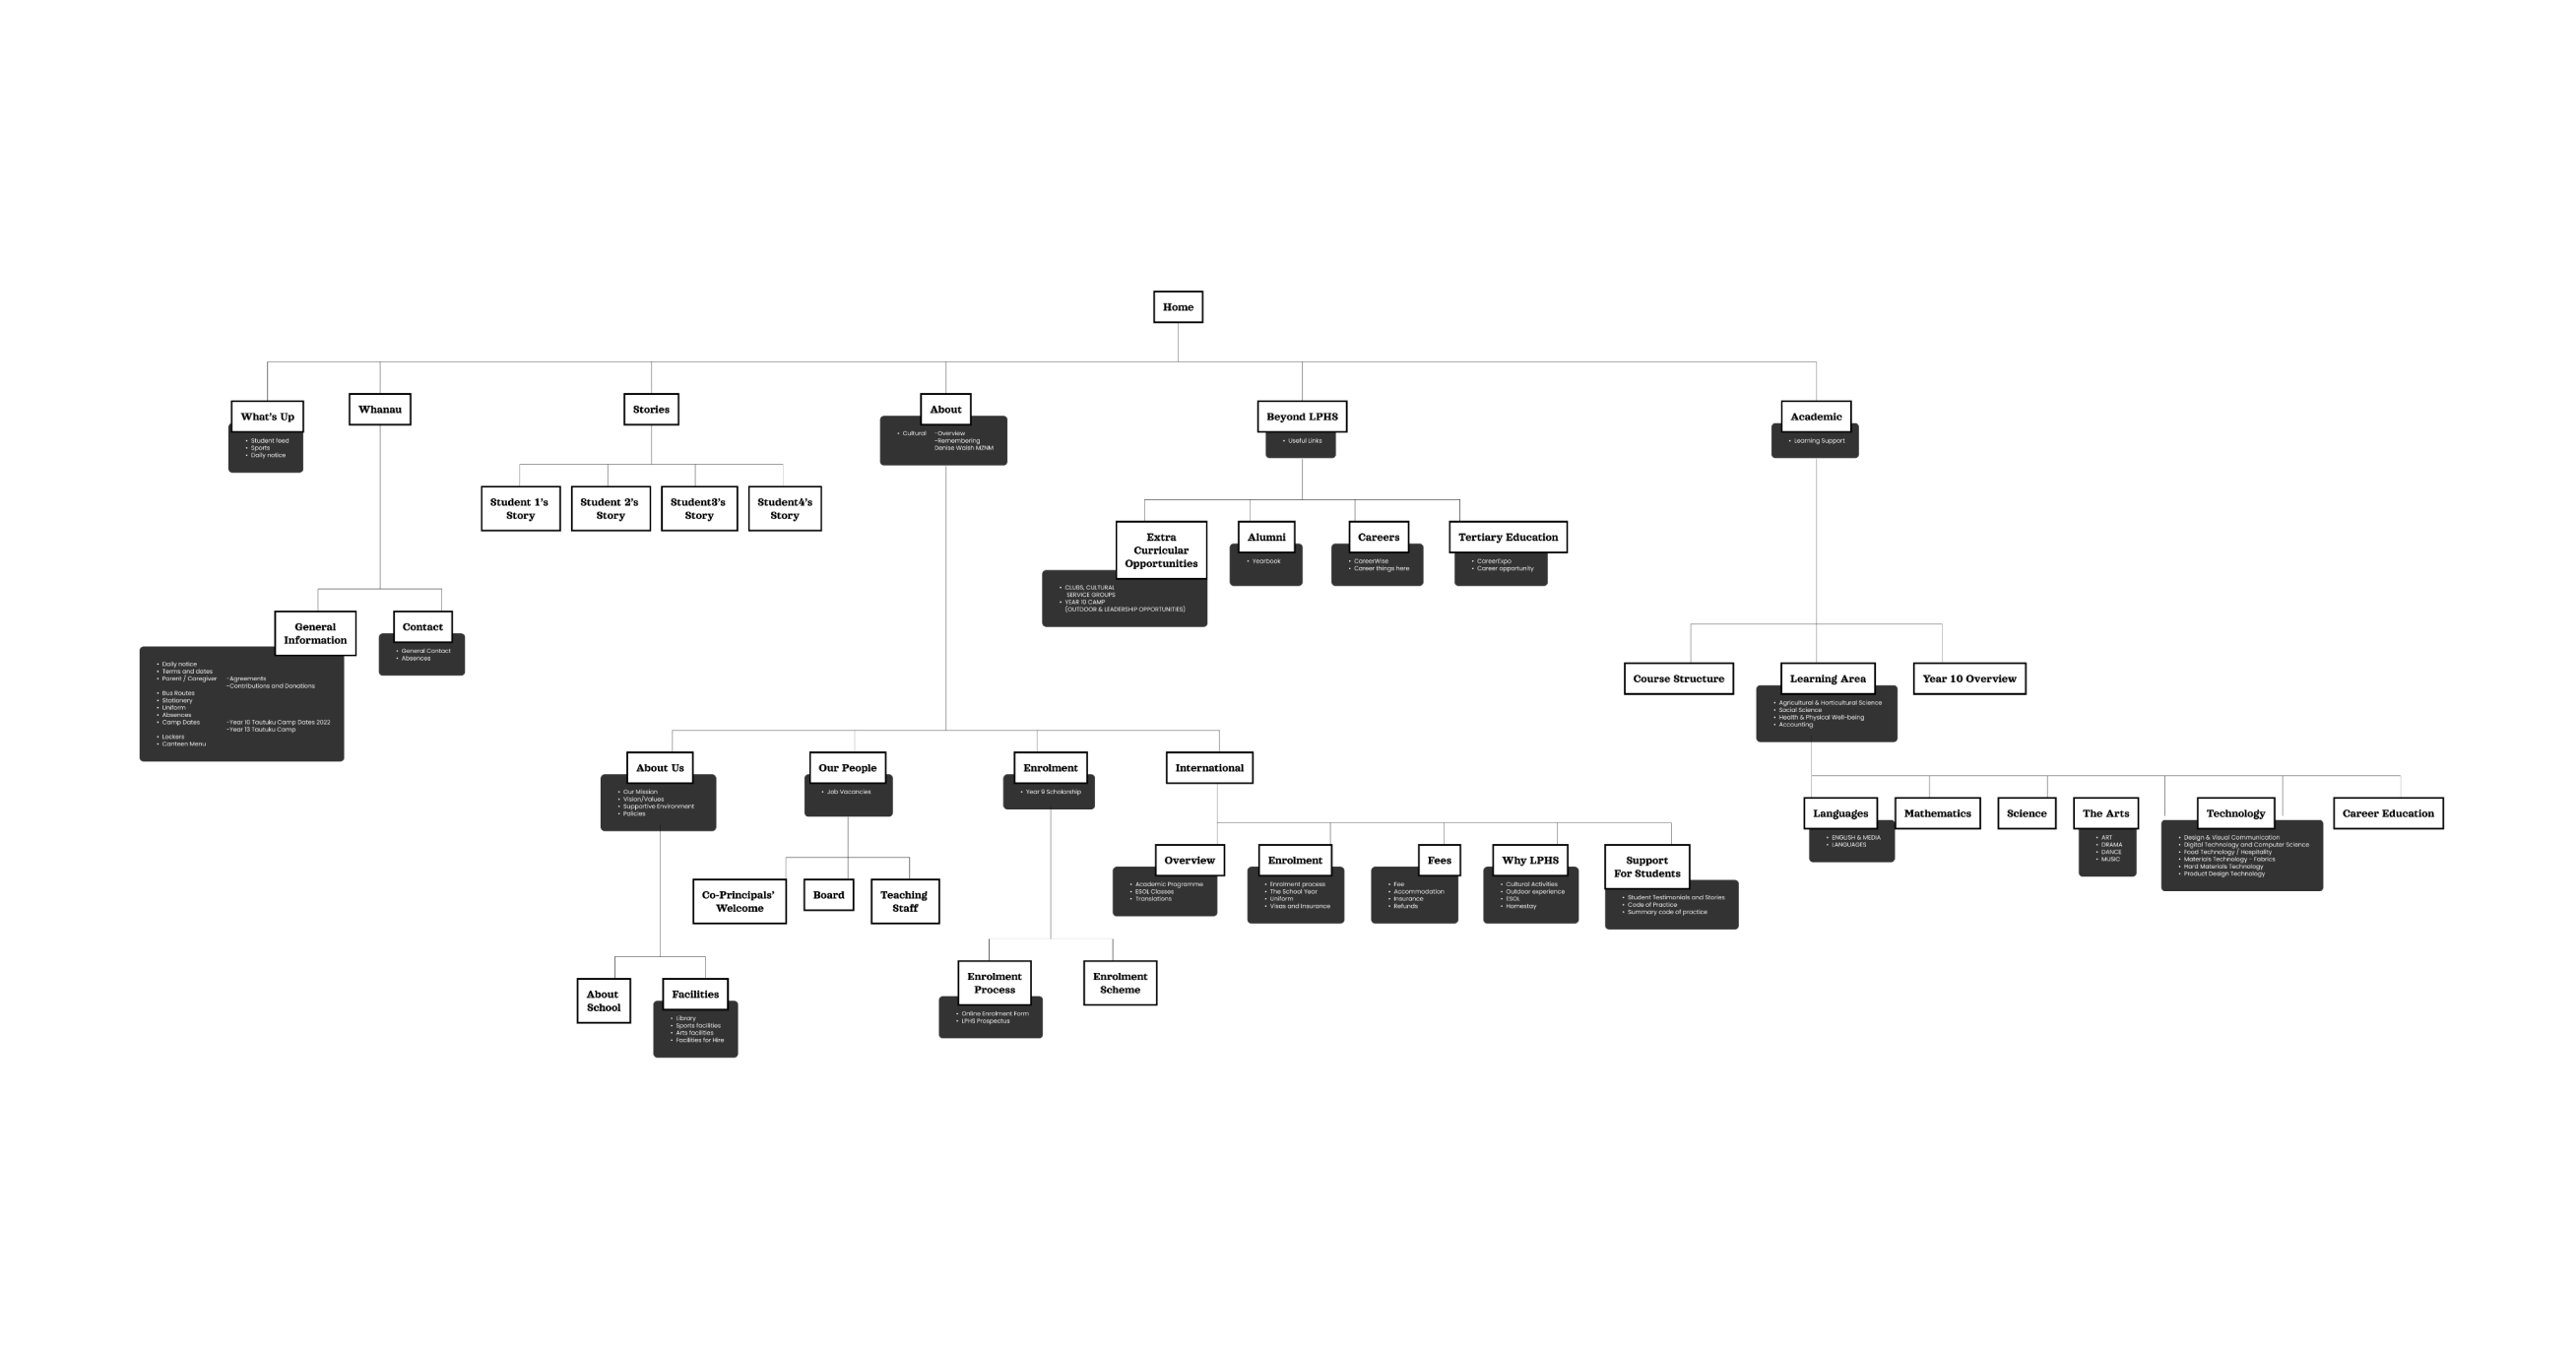 Home
What's Up
• Student feed
• Sports
• Daily notice
Whanau
General
Information
• Daily notice
• Terms and dates
• Parent / Caregiver -Agreements
-Contributions and Donations
• Bus Routes
• Stationery
• Uniform
• Absences
• Camp Dates -Year 10 Tautuku Camp Dates 2022
-Year 13 Tautuku Camp
• Lockers
• Canteen Menu
Contact
• General Contact
• Absences
Stories
Student 1's
Story
Student 2's
Story
Student3's
Story
Student4's
Story
About
• Cultural -Overview
-Remembering
Denise Walsh MZNM
About Us
• Our Mission
• Vision/Values
• Supportive Environment
• Policies
About
School
Facilities
• Library
• Sports facilities
• Arts facilities
• Facilities for Hire
Our People
• Job Vacancies
Co-Principals'
Welcome
Board
Teaching
Staff
Enrolment
• Year 9 Scholarship
Enrolment
Process
• Online Enrolment Form
• LPHS Prospectus
Enrolment
Scheme
International
Overview
• Academic Programme
• ESOL Classes
• Translations
Enrolment
• Enrolment process
• The School Year
• Uniform
• Visas and Insurance
Fees
• Fee
• Accommodation
• Insurance
• Refunds
Why LPHS
• Cultural Activities
• Outdoor experience
• ESOL
• Homestay
Support
For Students
• Student Testimonials and Stories
• Code of Practice
• Summary code of practice
Beyond LPHS
• Useful Links
Extra
Curricular
Opportunities
• CLUBS, CULTURAL
SERVICE GROUPS
• YEAR 10 CAMP
(OUTDOOR & LEADERSHIP OPPORTUNITIES)
Alumni
• Yearbook
Careers
• CareerWise
• Career things here
Tertiary Education
• CareerExpo
• Career opportunity
Academic
• Learning Support
Course Structure
Learning Area
• Agricultural & Horticultural Science
• Social Science
• Health & Physical Well-being
• Accounting
Year 10 Overview
Languages
• ENGLISH & MEDIA
• LANGUAGES
Mathematics
Science
The Arts
• ART
• DRAMA
• DANCE
• MUSIC
Technology
• Design & Visual Communication
• Digital Technology and Computer Science
• Food Technology / Hospitality
• Materials Technology - Fabrics
• Hard Materials Technology
• Product Design Technology
Career Education